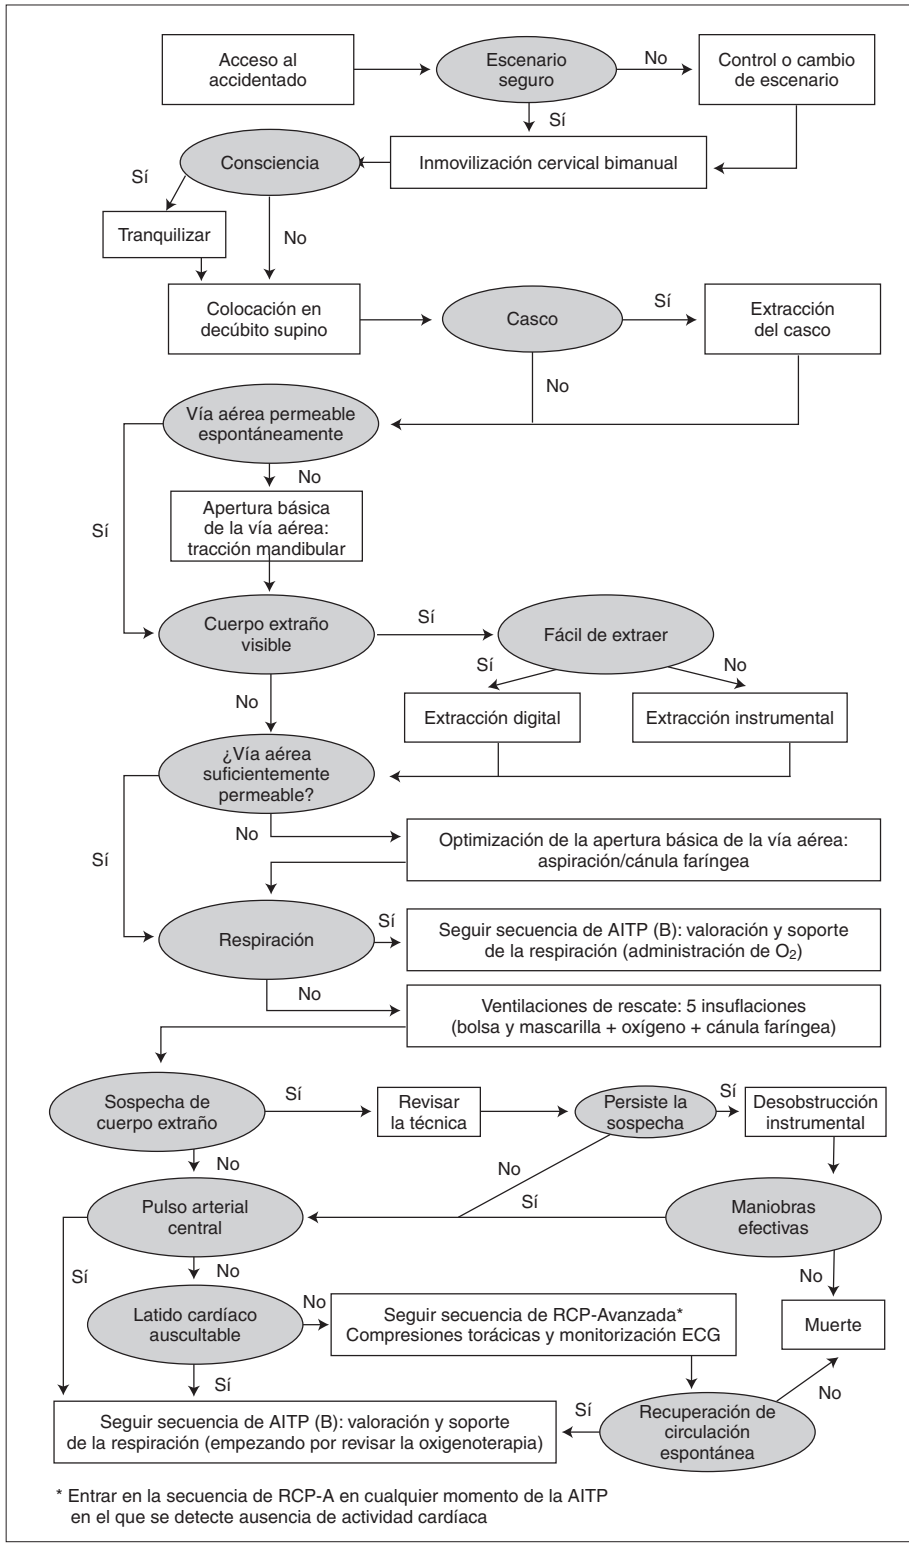 Acceso al
accidentado
Escenario
seguro
No
Control o cambio
de escenario
Sí
Consciencia
Inmovilización cervical bimanual
Sí
Tranquilizar
No
Colocación en
decúbito supino
Casco
Sí
Extracción
del casco
No
Vía aérea permeable
espontáneamente
No
Apertura básica
de la vía aérea:
tracción mandibular
Sí
Cuerpo extraño
visible
Sí
Fácil de extraer
Sí
No
No
Extracción digital
Extracción instrumental
¿Vía aérea
suficientemente
permeable?
No
Optimización de la apertura básica de la vía aérea:
aspiración/cánula faríngea
Sí
Respiración
Sí
Seguir secuencia de AITP (B): valoración y soporte
de la respiración (administración de O2)
No
Ventilaciones de rescate: 5 insuflaciones
(bolsa y mascarilla + oxígeno + cánula faríngea)
Sospecha de
cuerpo extraño
Sí
Revisar
la técnica
Persiste la
sospecha
Sí
Desobstrucción
instrumental
No
No
Pulso arterial
central
Sí
Maniobras
efectivas
Sí
No
No
Latido cardíaco
auscultable
No
Seguir secuencia de RCP-Avanzada*
Compresiones torácicas y monitorización ECG
Muerte
Sí
No
Seguir secuencia de AITP (B): valoración y soporte
de la respiración (empezando por revisar la oxigenoterapia)
Sí
Recuperación de
circulación
espontánea
* Entrar en la secuencia de RCP-A en cualquier momento de la AITP
en el que se detecte ausencia de actividad cardíaca